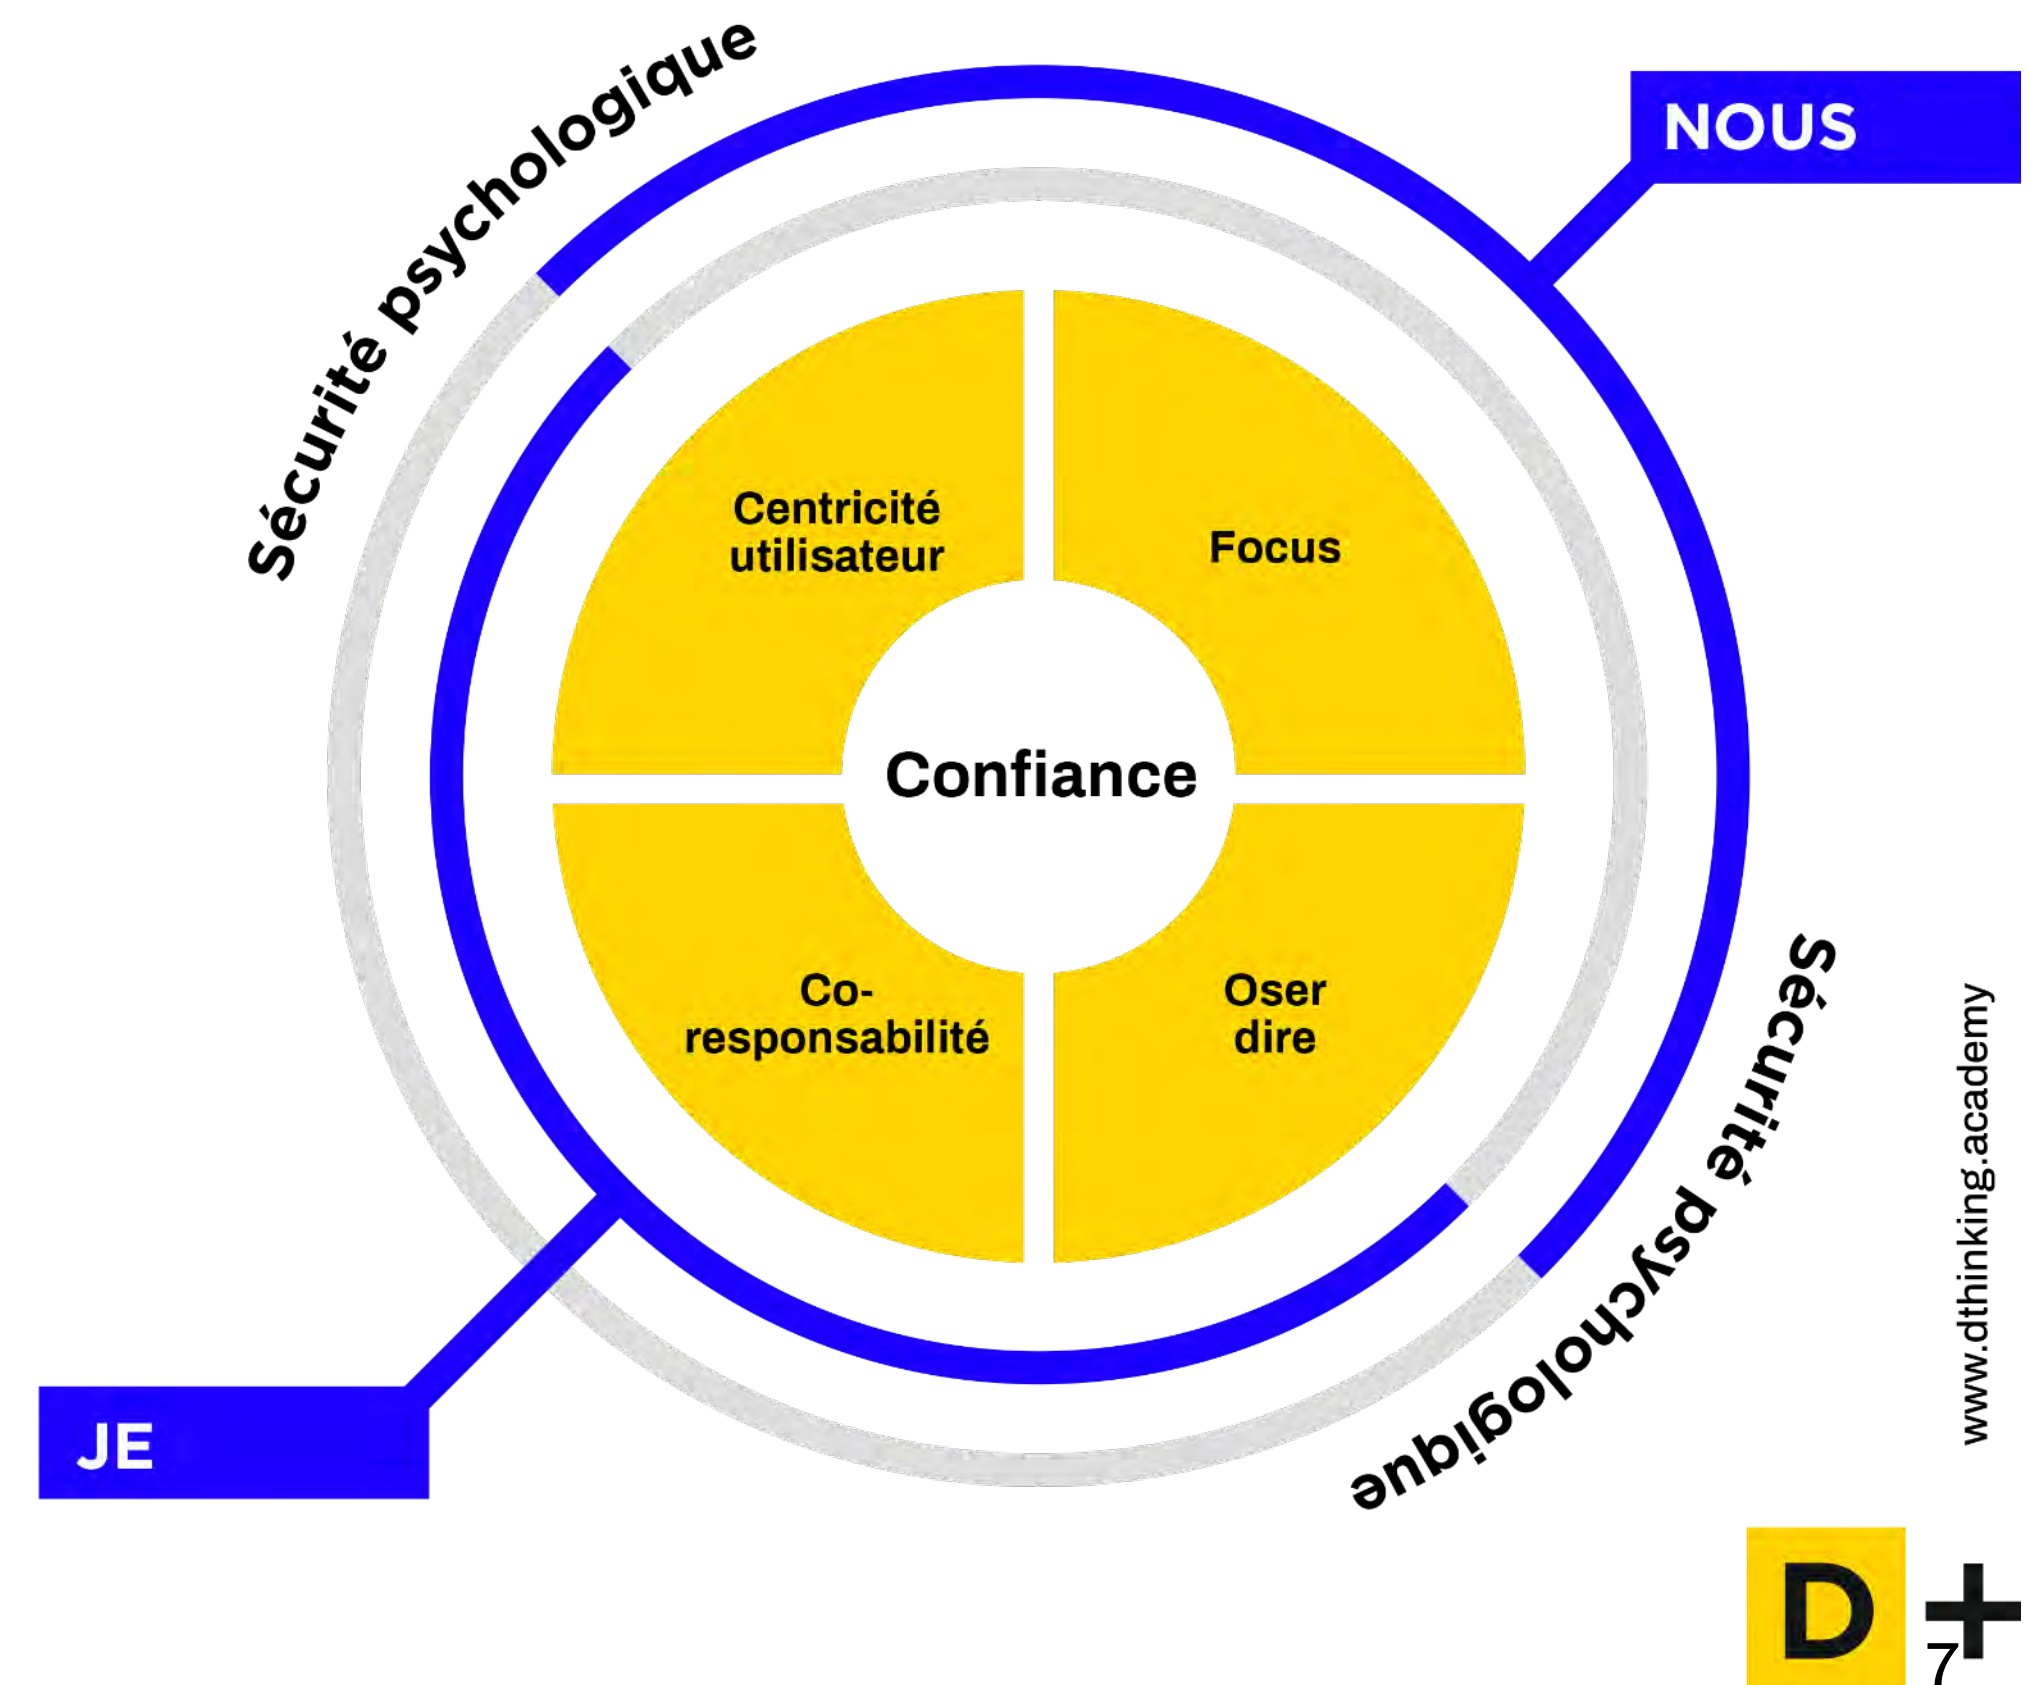 Sécurité psychologique
NOUS
Centricité
utilisateur
Focus
Confiance
Co-
responsabilité
Oser
dire
Sécurité psychologique
www.dthinking.academy
JE
D+
7